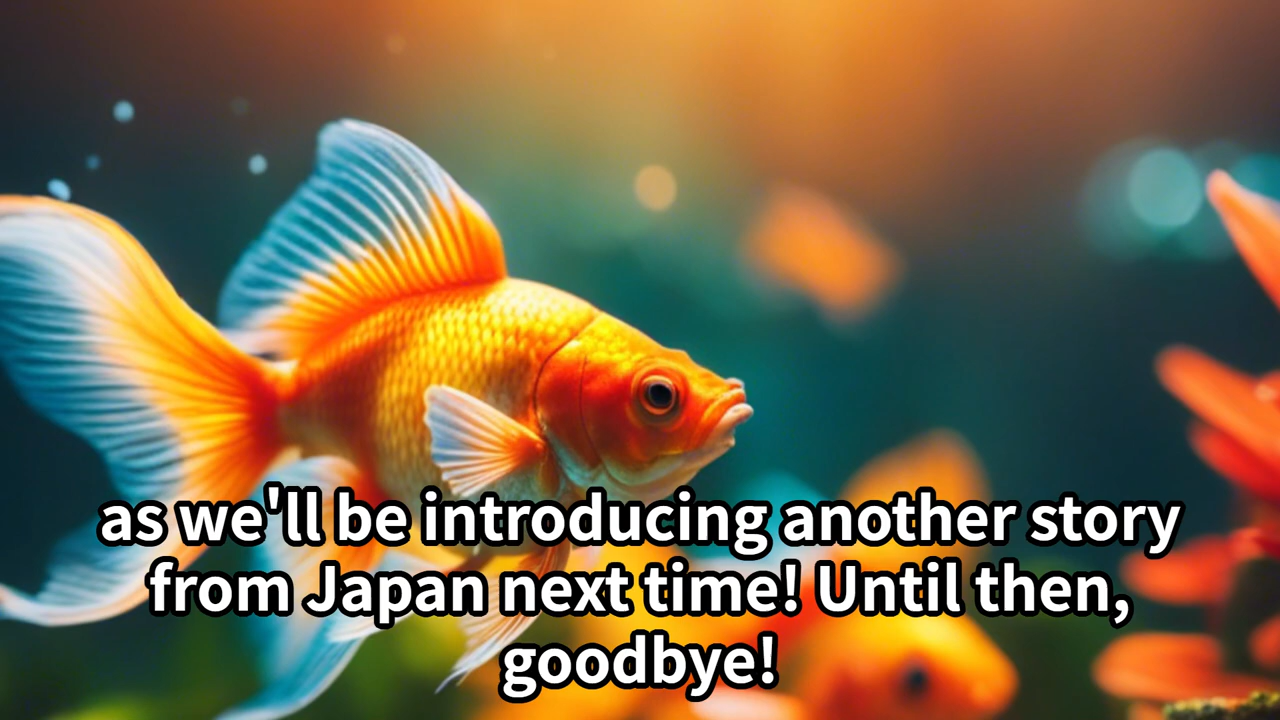 as we'll be introducing another story
from Japan next time! Until then,
goodbye!